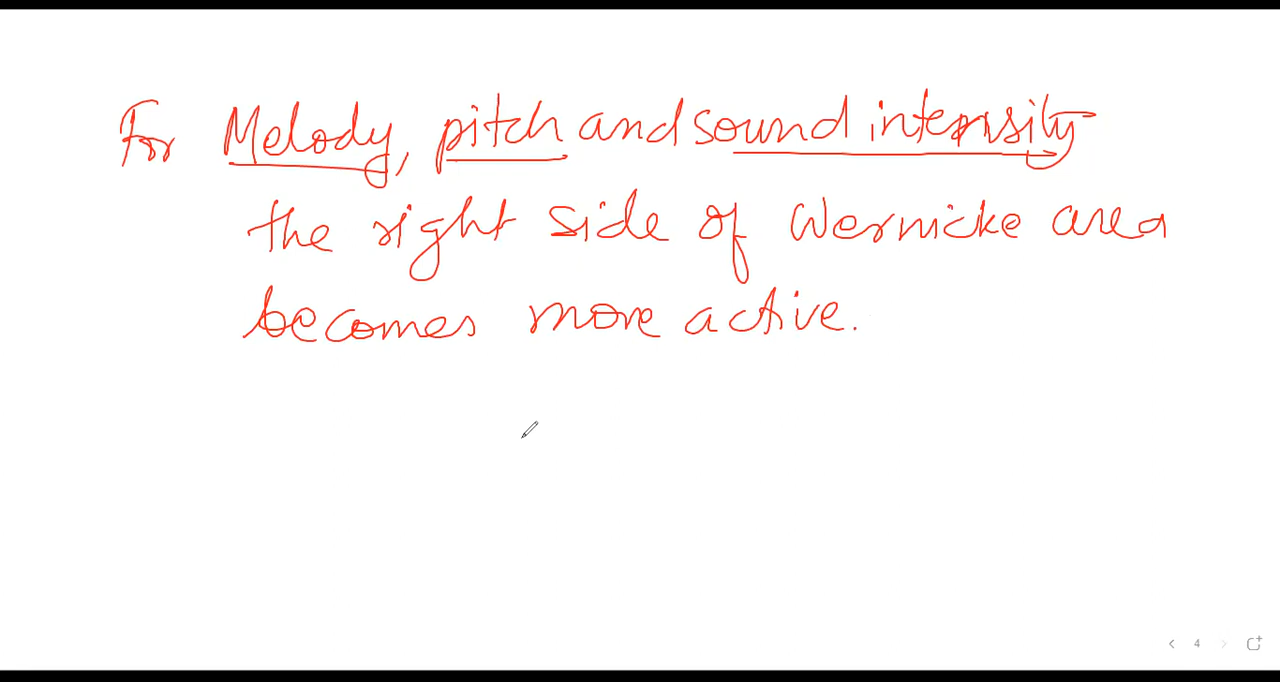 For Melody, pitch and sound intensity
the right side of Wernicke area
becomes more active.
4